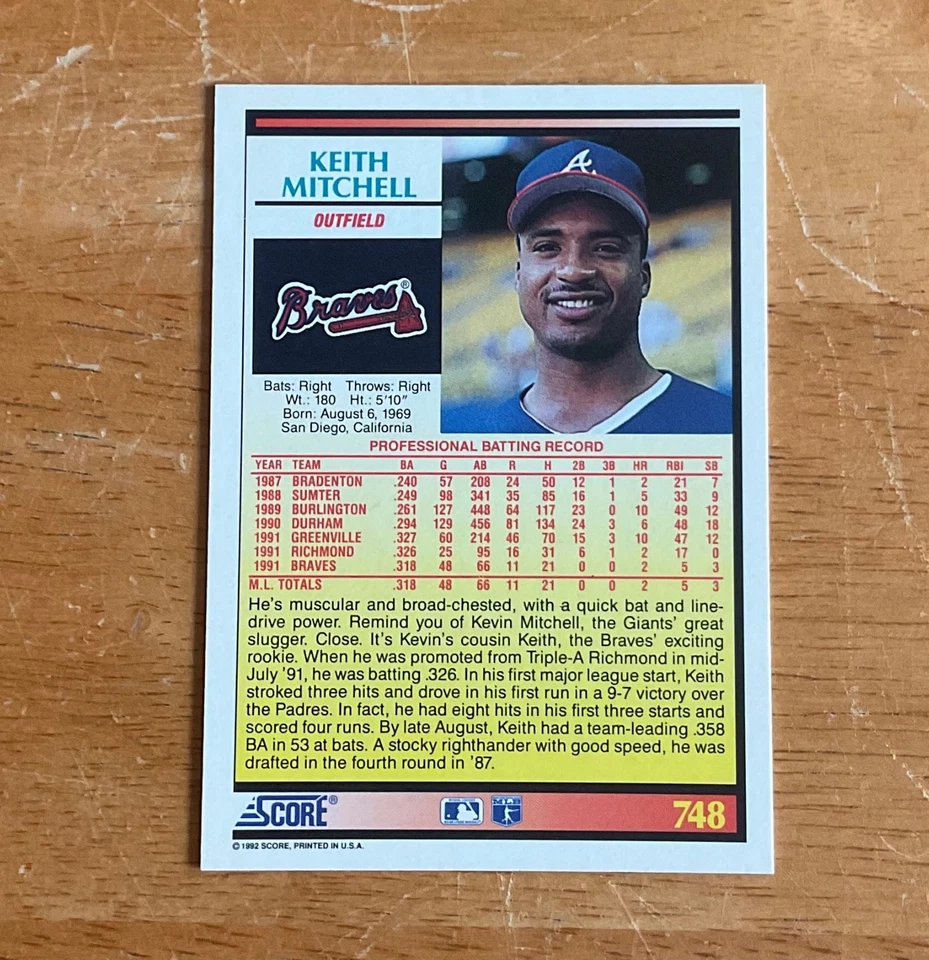 KEITH
MITCHELL
OUTFIELD
A
Braves®
Bats: Right Throws: Right
Wt.: 180 Ht.: 5'10"
Born: August 6, 1969
San Diego, California
PROFESSIONAL BATTING RECORD
YEAR TEAM BA G AB R H 2B 3B HR RBI SB
1987 BRADENTON .240 57 208 24 50 12 1 2 21 7
1988 SUMTER .249 98 341 35 85 16 1 5 33 9
1989 BURLINGTON .261 127 448 64 117 23 0 10 49 12
1990 DURHAM .294 129 456 81 134 24 3 6 48 18
1991 GREENVILLE .327 60 214 46 70 15 3 10 47 12
1991 RICHMOND .326 25 95 16 31 6 1 2 17 0
1991 BRAVES .318 48 66 11 21 0 0 2 5 3
M.L. TOTALS .318 48 66 11 21 0 0 2 5 3
He's muscular and broad-chested, with a quick bat and line-
drive power. Remind you of Kevin Mitchell, the Giants' great
slugger. Close. It's Kevin's cousin Keith, the Braves' exciting
rookie. When he was promoted from Triple-A Richmond in mid-
July '91, he was batting .326. In his first major league start, Keith
stroked three hits and drove in his first run in a 9-7 victory over
the Padres. In fact, he had eight hits in his first three starts and
scored four runs. By late August, Keith had a team-leading .358
BA in 53 at bats. A stocky righthander with good speed, he was
drafted in the fourth round in '87.
SCORE® MLB 748
© 1992 SCORE, PRINTED IN U.S.A.